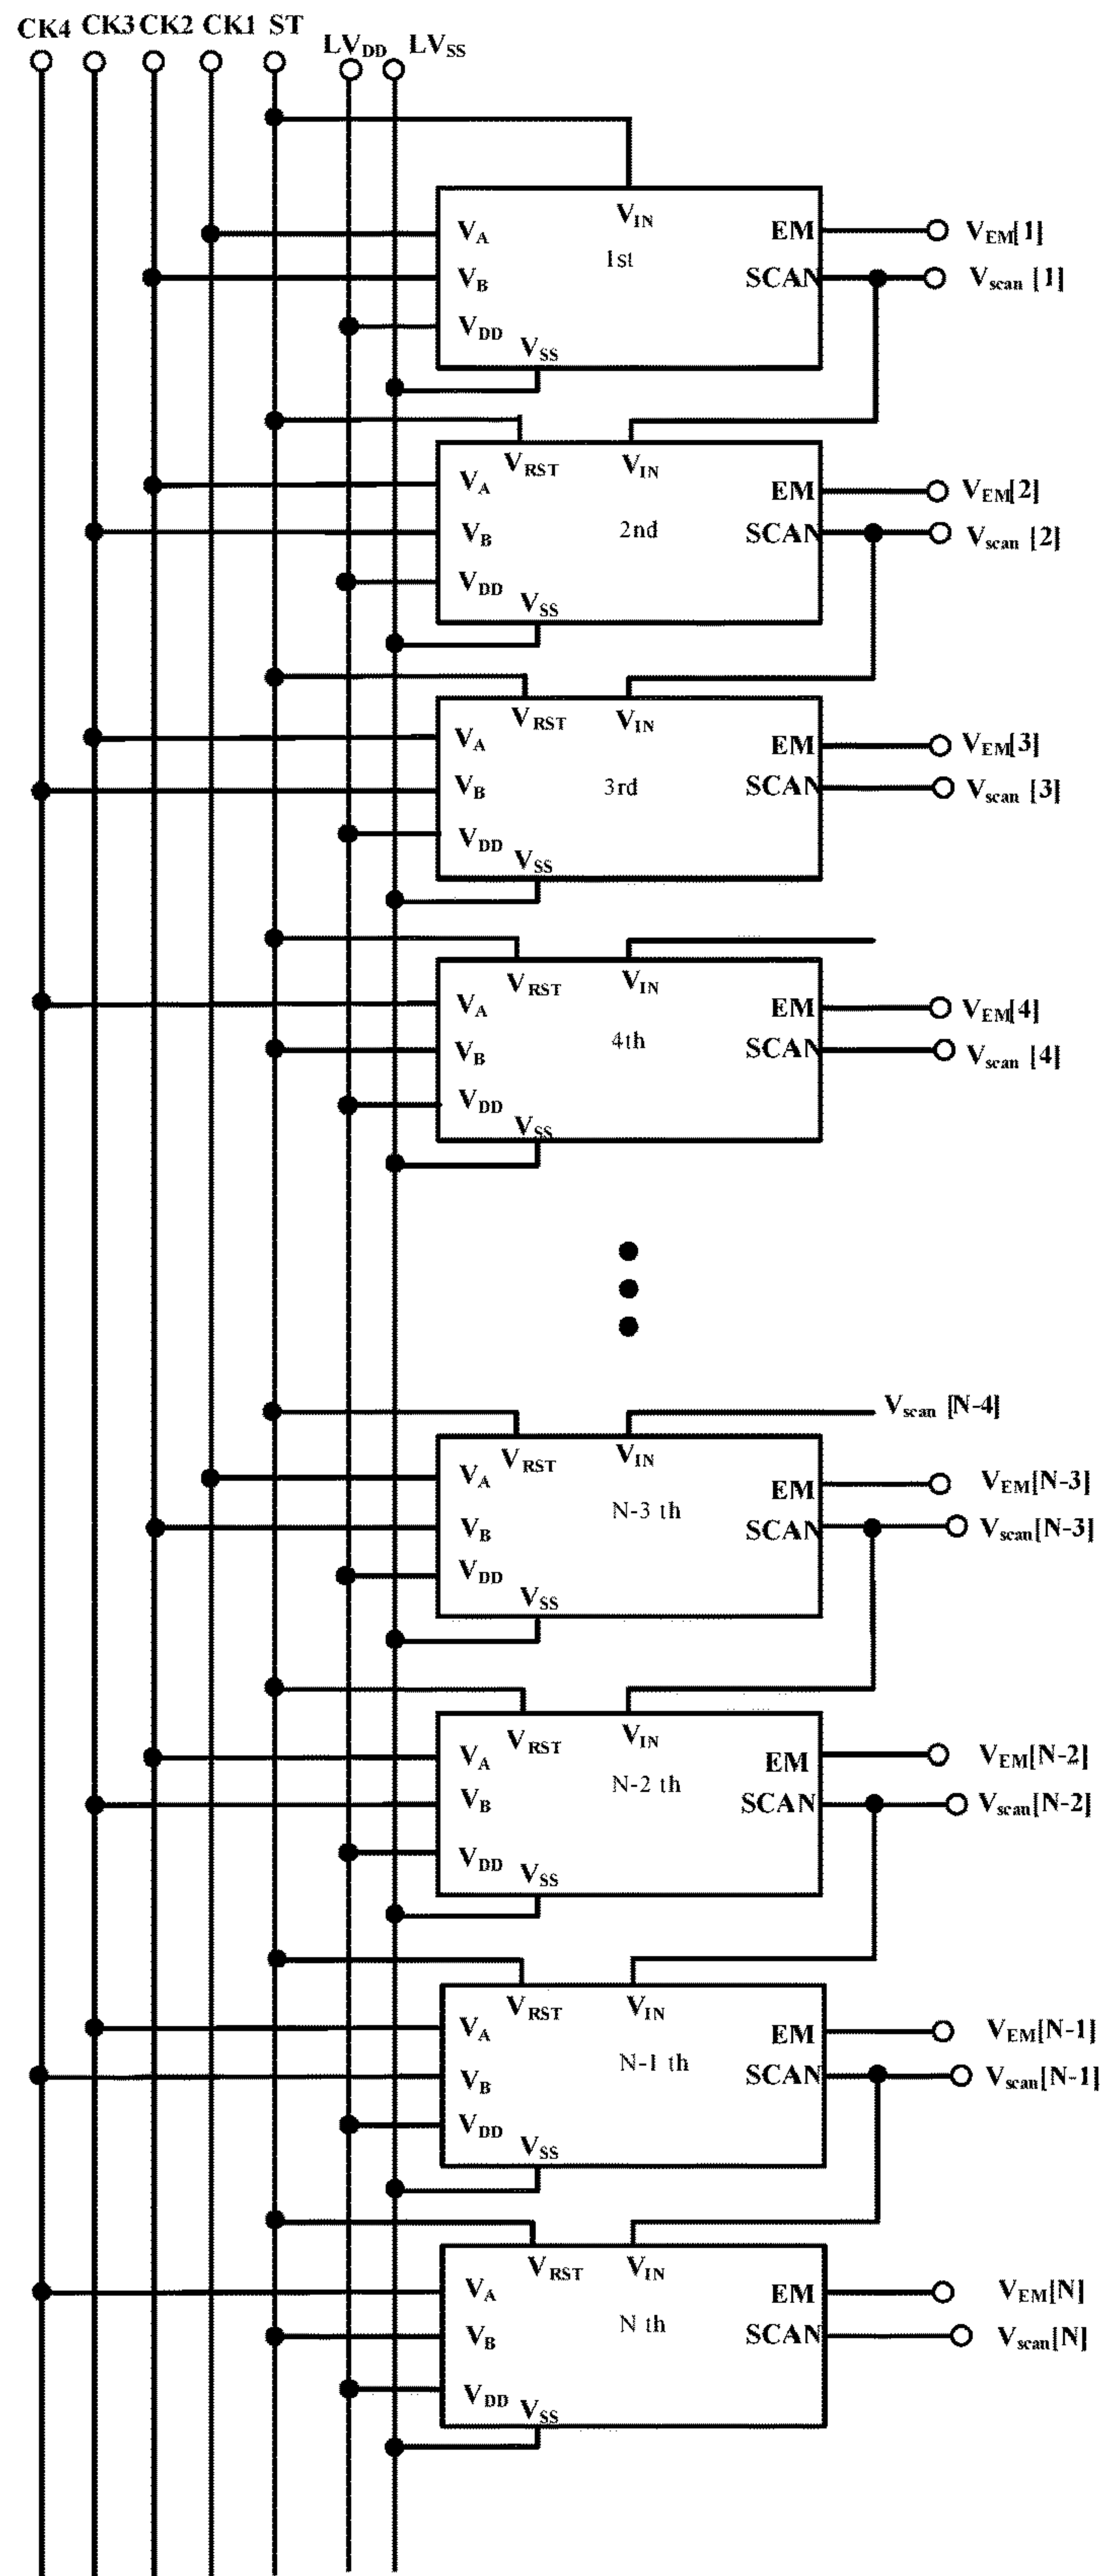 CK4 CK3 CK2 CK1 ST LVDD LVSS
VIN
VA 1st EM VEM[1]
VB SCAN Vscan [1]
VDD
VSS
VRST VIN
VA EM VEM[2]
VB 2nd SCAN Vscan [2]
VDD
VSS
VRST VIN
VA EM VEM[3]
VB 3rd SCAN Vscan [3]
VDD
VSS
VRST VIN
VA EM VEM[4]
VB 4th SCAN Vscan [4]
VDD
VSS
Vscan [N-4]
VRST VIN
VA EM VEM[N-3]
N-3 th
VB SCAN Vscan[N-3]
VDD
VSS
VRST VIN
VA EM VEM[N-2]
N-2 th
VB SCAN Vscan[N-2]
VDD
VSS
VRST VIN
VA EM VEM[N-1]
N-1 th
VB SCAN Vscan[N-1]
VDD
VSS
VRST VIN
VA EM VEM[N]
N th
VB SCAN Vscan[N]
VDD
VSS